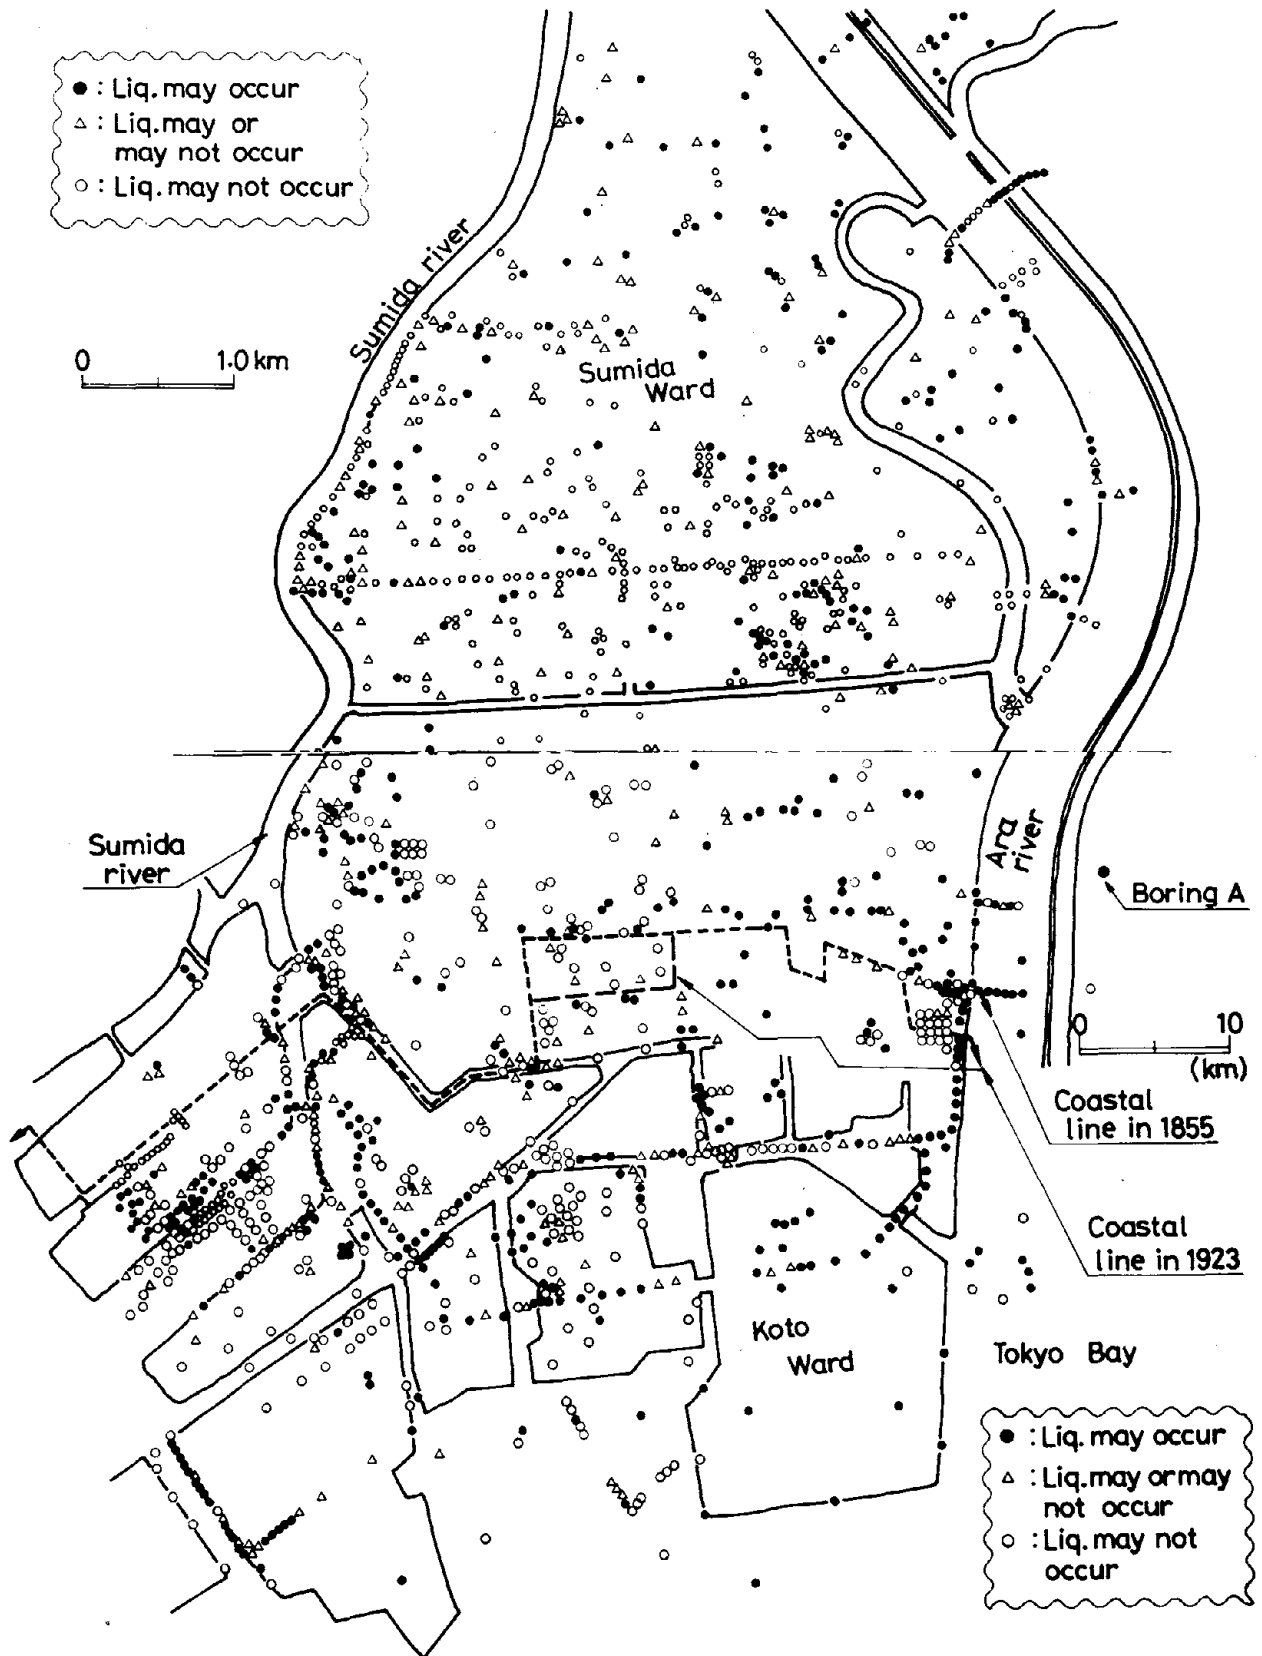 ● : Liq. may occur
△ : Liq. may or
may not occur
○ : Liq. may not occur
Sumida river
0 1.0 km
Sumida
Ward
Sumida
river
Ara
river
Boring A
0 10
(km)
Coastal
line in 1855
Coastal
line in 1923
Koto
Ward
Tokyo Bay
● : Liq. may occur
△ : Liq. may or may
not occur
○ : Liq. may not
occur